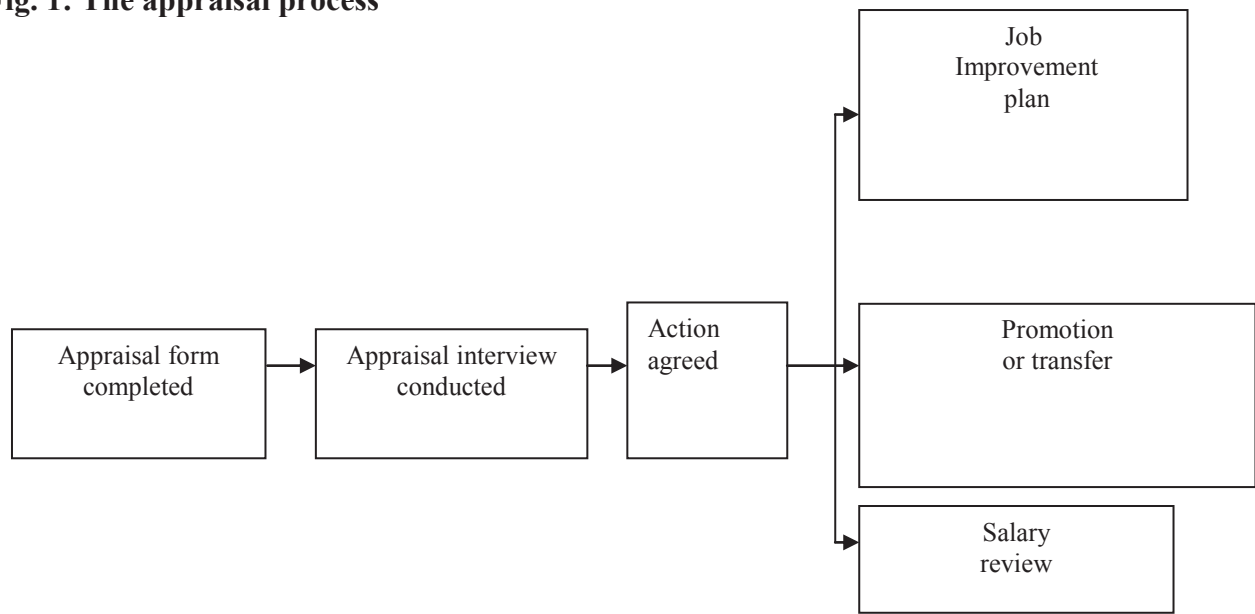 ig. 1: The appraisal process
Job
Improvement
plan
Appraisal form
completed
Appraisal interview
conducted
Action
agreed
Promotion
or transfer
Salary
review